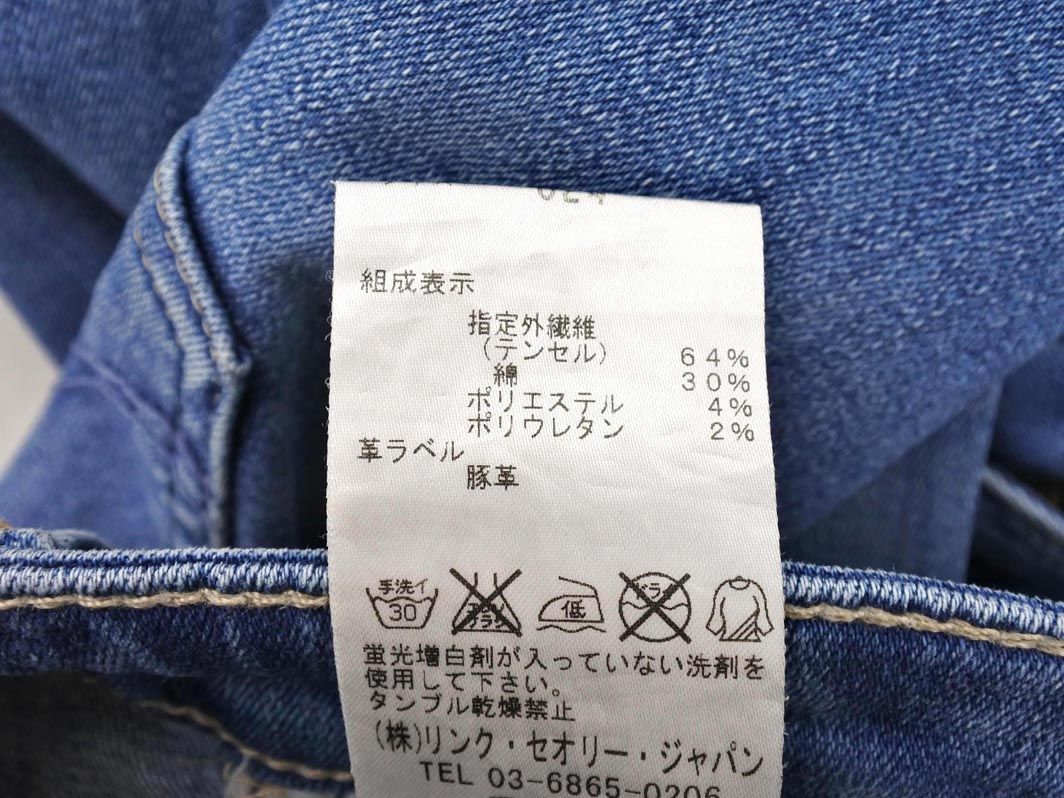 組成表示
指定外繊維
(テンセル) 64%
綿 30%
ポリエステル 4%
ポリウレタン 2%
革ラベル
豚革
手洗イ
30
低
ドライ
蛍光増白剤が入っていない洗剤を
使用して下さい。
タンブル乾燥禁止
(株)リンク・セオリー・ジャパン
TEL 03-6865-0206